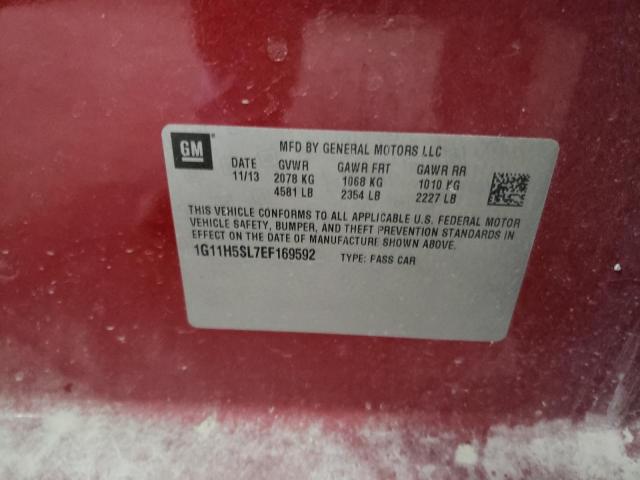 GM
MFD BY GENERAL MOTORS LLC
DATE GVWR GAWR FRT GAWR RR
11/13 2078 KG 1068 KG 1010 KG
4581 LB 2354 LB 2227 LB
THIS VEHICLE CONFORMS TO ALL APPLICABLE U.S. FEDERAL MOTOR
VEHICLE SAFETY, BUMPER, AND THEFT PREVENTION STANDARDS
IN EFFECT ON THE DATE OF MANUFACTURE SHOWN ABOVE.
1G11H5SL7EF169592 TYPE: PASS CAR